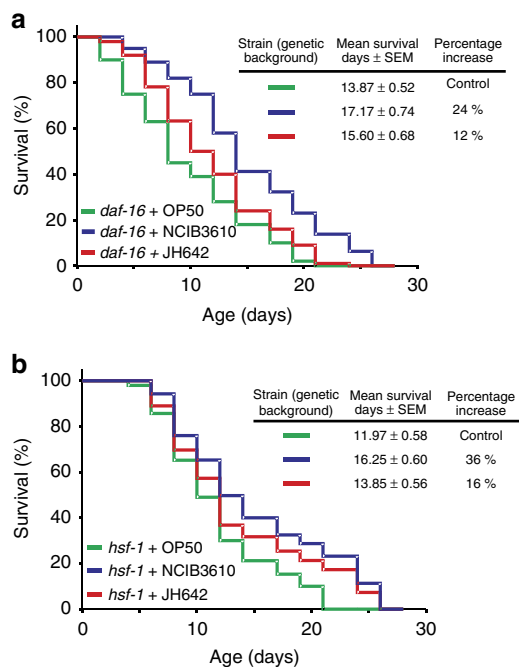 a
100
80
60
40
20
0
Survival (%)
Strain (genetic background)
Mean survival days ± SEM
Percentage increase
13.87 ± 0.52 Control
17.17 ± 0.74 24 %
15.60 ± 0.68 12 %
daf-16 + OP50
daf-16 + NCIB3610
daf-16 + JH642
0 10 20 30
Age (days)
b
100
80
60
40
20
0
Survival (%)
Strain (genetic background)
Mean survival days ± SEM
Percentage increase
11.97 ± 0.58 Control
16.25 ± 0.60 36 %
13.85 ± 0.56 16 %
hsf-1 + OP50
hsf-1 + NCIB3610
hsf-1 + JH642
0 10 20 30
Age (days)